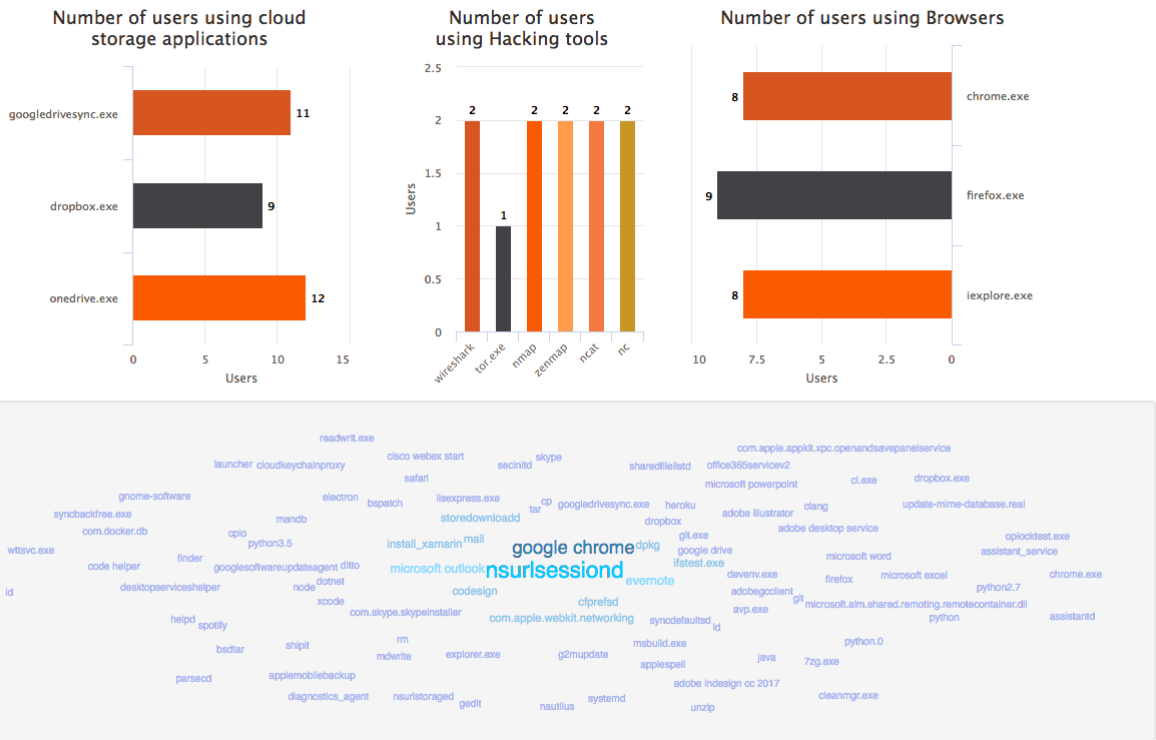 Number of users using cloud
storage applications
googledrivesync.exe
11
dropbox.exe
9
onedrive.exe
12
0 5 10 15
Users
Number of users
using Hacking tools
2.5
2
1.5
1
0.5
0
Users
2 1 2 2 2 2
wireshark tor.exe nmap zenmap ncat nc
Number of users using Browsers
8
chrome.exe
9
firefox.exe
8
iexplore.exe
10 7.5 5 2.5 0
Users
readwrit.exe
cisco webex start skype com.apple.appkit.xpc.openandsavepanelservice
launcher cloudkeychainproxy secinitd sharedfilelistd office365servicev2
safari microsoft powerpoint cl.exe dropbox.exe
gnome-software electron bspatch iisexpress.exe cp googledrivesync.exe heroku clang update-mime-database.real
syncbackfree.exe mandb storedownloadd tar dropbox adobe illustrator
com.docker.db cpio git.exe adobe desktop service oplocktest.exe
wttsvc.exe finder python3.5 install_xamarin mail google chrome dpkg google drive microsoft word assistant_service
code helper googlesoftwareupdateagent ditto microsoft outlook nsurlsessiond ifstest.exe
desktopserviceshelper node dotnet evernote devenv.exe firefox microsoft excel chrome.exe
ld xcode codesign cfprefsd adobegcclient git python2.7
com.skype.skypeinstaller avp.exe microsoft.alm.shared.remoting.remotecontainer.dll
helpd spotify com.apple.webkit.networking syncdefaultsd id python assistantd
bsdtar shipit rm msbuild.exe python.0
mdwrite explorer.exe g2mupdate applespell java 7zg.exe
parsecd applemobilebackup adobe indesign cc 2017
diagnostics_agent nsurlstoraged gedit nautilus systemd unzip cleanmgr.exe